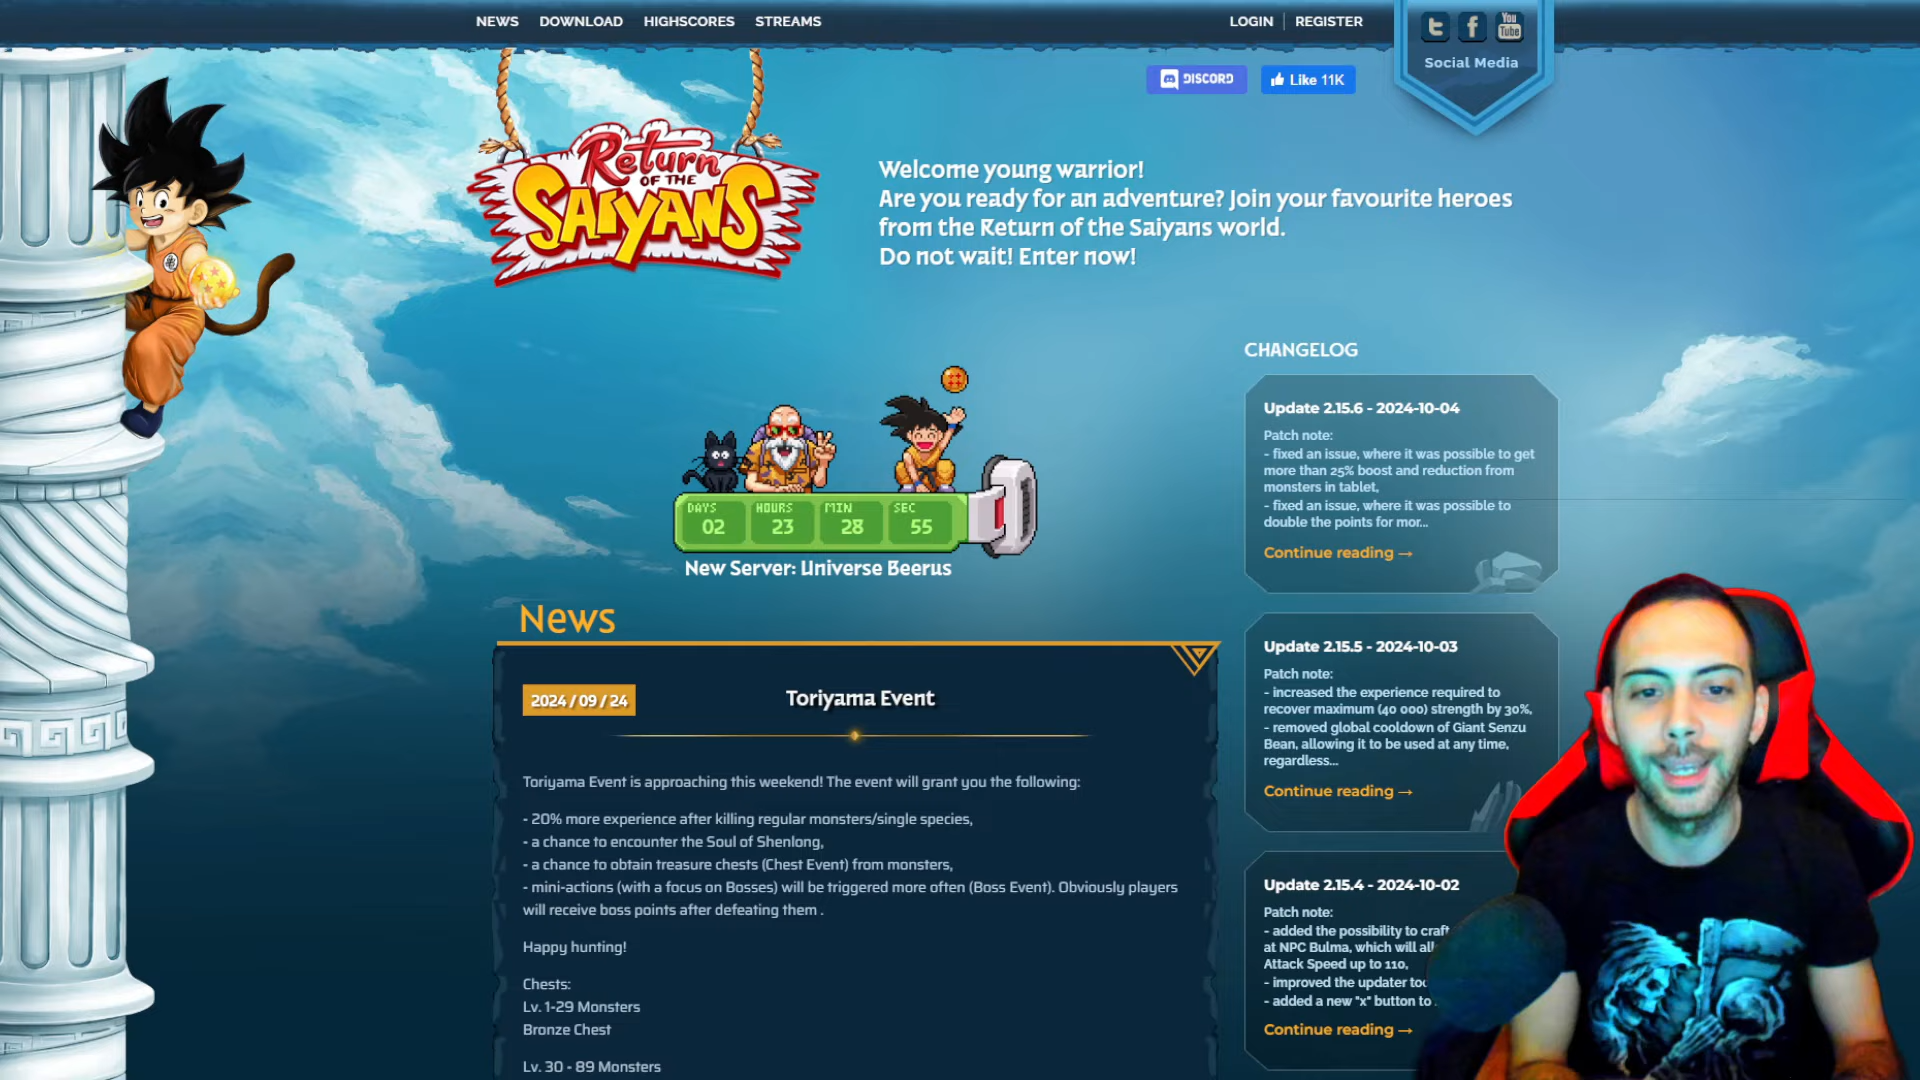 NEWS DOWNLOAD HIGHSCORES STREAMS
LOGIN REGISTER
You
Tube
Social Media
DISCORD
Like 11K
Return
OF THE
SAIYANS
Welcome young warrior!
Are you ready for an adventure? Join your favourite heroes
from the Return of the Saiyans world.
Do not wait! Enter now!
DAYS HOURS MIN SEC
02 23 28 55
New Server: Universe Beerus
News
2024 / 09 / 24
Toriyama Event
Toriyama Event is approaching this weekend! The event will grant you the following:
- 20% more experience after killing regular monsters/single species,
- a chance to encounter the Soul of Shenlong,
- a chance to obtain treasure chests (Chest Event) from monsters,
- mini-actions (with a focus on Bosses) will be triggered more often (Boss Event). Obviously players
will receive boss points after defeating them .
Happy hunting!
Chests:
Lv. 1-29 Monsters
Bronze Chest
Lv. 30 - 89 Monsters
CHANGELOG
Update 2.15.6 - 2024-10-04
Patch note:
- fixed an issue, where it was possible to get
more than 25% boost and reduction from
monsters in tablet,
- fixed an issue, where it was possible to
double the points for mor...
Continue reading →
Update 2.15.5 - 2024-10-03
Patch note:
- increased the experience required to
recover maximum (40 000) strength by 30%,
- removed global cooldown of Giant Senzu
Bean, allowing it to be used at any time,
regardless...
Continue reading →
Update 2.15.4 - 2024-10-02
Patch note:
- added the possibility to craft
at NPC Bulma, which will all
Attack Speed up to 110,
- improved the updater too
- added a new "x" button to
Continue reading →